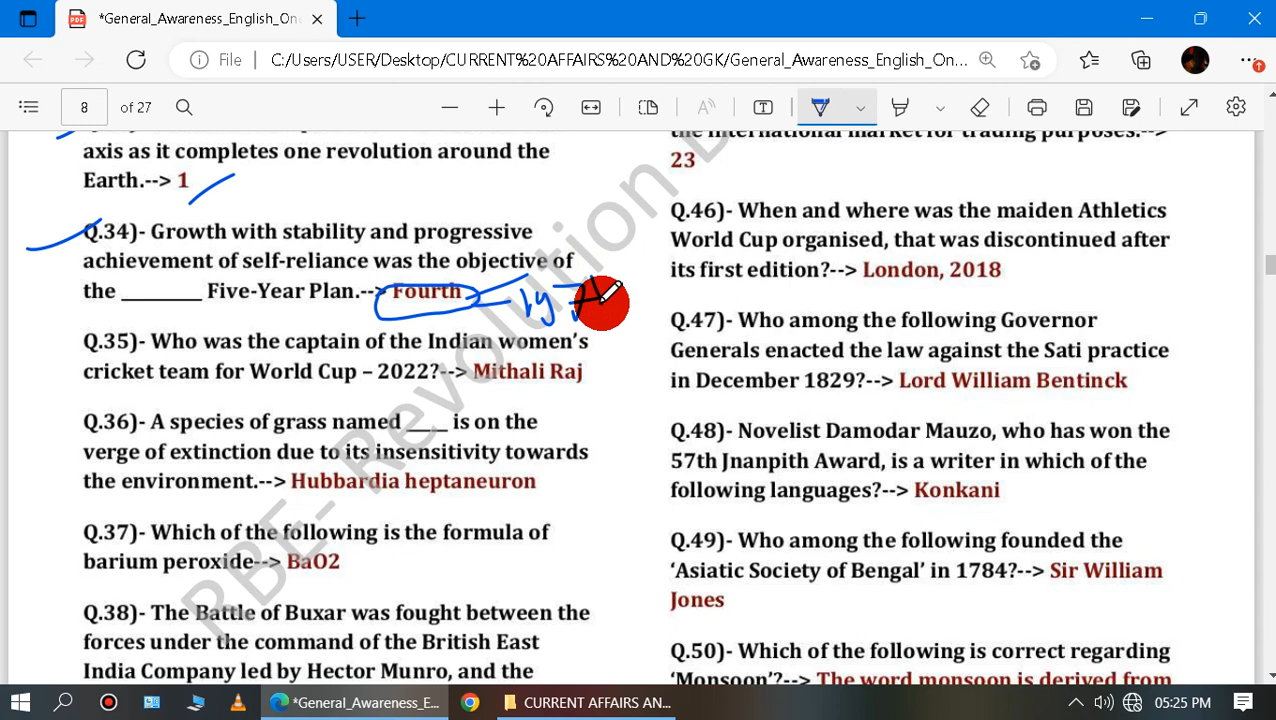 *General_Awareness_English_On
File
C:/Users/USER/Desktop/CURRENT%20AFFAIRS%20AND%20GK/General_Awareness_English_On...
8 of 27
axis as it completes one revolution around the
Earth.--> 1
Q.34)- Growth with stability and progressive
achievement of self-reliance was the objective of
the ________ Five-Year Plan.--> Fourth
Q.35)- Who was the captain of the Indian women's
cricket team for World Cup – 2022?--> Mithali Raj
Q.36)- A species of grass named ____ is on the
verge of extinction due to its insensitivity towards
the environment.--> Hubbardia heptaneuron
Q.37)- Which of the following is the formula of
barium peroxide--> BaO2
Q.38)- The Battle of Buxar was fought between the
forces under the command of the British East
India Company led by Hector Munro, and the
the international market for trading purposes.-->
23
Q.46)- When and where was the maiden Athletics
World Cup organised, that was discontinued after
its first edition?--> London, 2018
Q.47)- Who among the following Governor
Generals enacted the law against the Sati practice
in December 1829?--> Lord William Bentinck
Q.48)- Novelist Damodar Mauzo, who has won the
57th Jnanpith Award, is a writer in which of the
following languages?--> Konkani
Q.49)- Who among the following founded the
‘Asiatic Society of Bengal’ in 1784?--> Sir William
Jones
Q.50)- Which of the following is correct regarding
‘Monsoon’?--> The word monsoon is derived from
RBE- Revolution
*General_Awareness_E...
CURRENT AFFAIRS AN...
05:25 PM